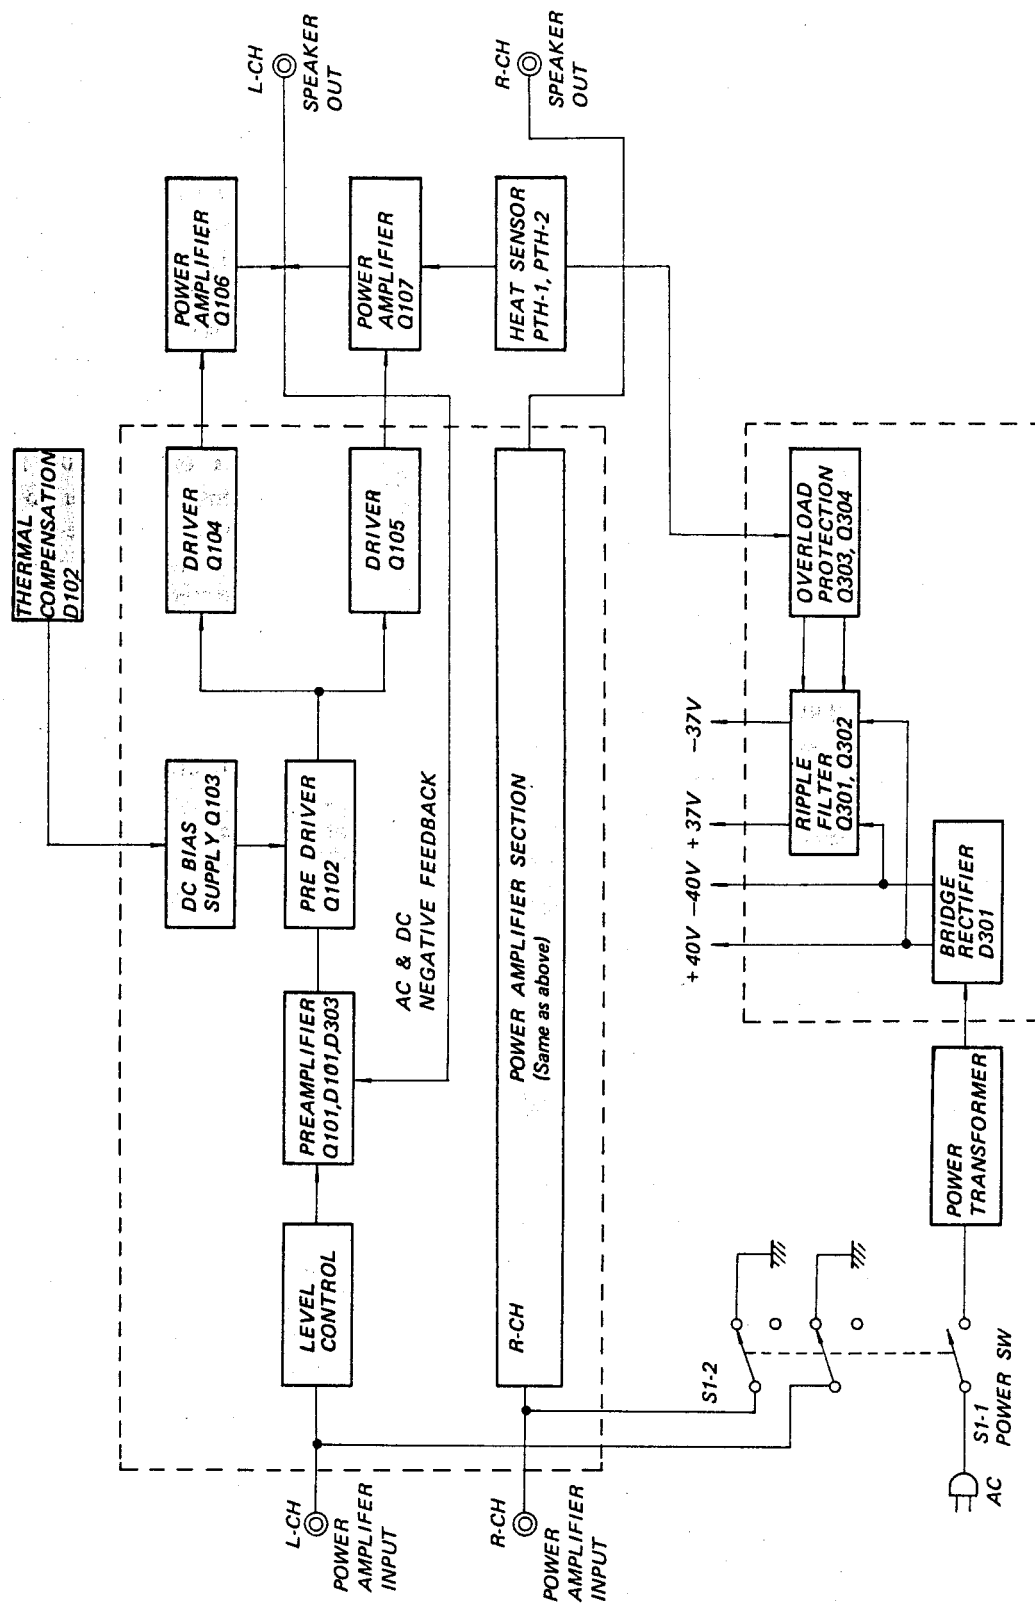 THERMAL
COMPENSATION
D102
DC BIAS
SUPPLY Q103
DRIVER
Q104
POWER
AMPLIFIER
Q106
L-CH
POWER
AMPLIFER
INPUT
LEVEL
CONTROL
PREAMPLIFIER
Q101,D101,D303
PRE DRIVER
Q102
L-CH
SPEAKER
OUT
DRIVER
Q105
POWER
AMPLIFIER
Q107
AC & DC
NEGATIVE FEEDBACK
R-CH
POWER
AMPLIFIER
INPUT
R-CH
POWER AMPLIFIER SECTION
(Same as above)
HEAT SENSOR
PTH-1, PTH-2
R-CH
SPEAKER
OUT
S1-2
+40V
-40V
+37V
-37V
RIPPLE
FILTER
Q301, Q302
OVERLOAD
PROTECTION
Q303, Q304
AC
S1-1
POWER SW
POWER
TRANSFORMER
BRIDGE
RECTIFIER
D301